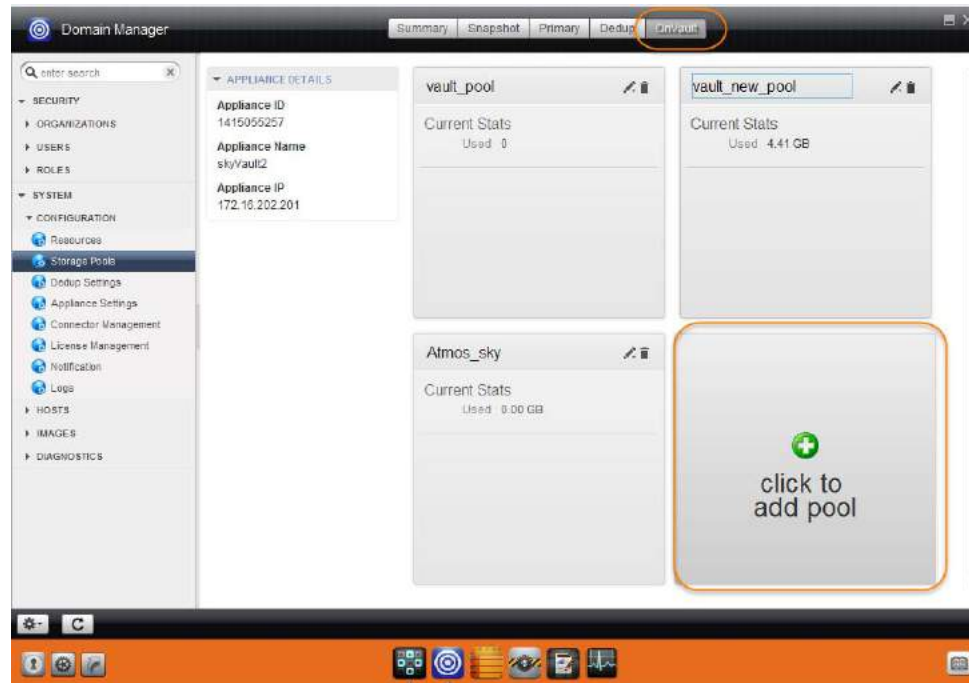 Domain Manager
Summary Snapshot Primary Dedup OnVault
enter search
SECURITY
ORGANIZATIONS
USERS
ROLES
SYSTEM
CONFIGURATION
Resources
Storage Pools
Dedup Settings
Appliance Settings
Connector Management
License Management
Notification
Logs
HOSTS
IMAGES
DIAGNOSTICS
APPLIANCE DETAILS
Appliance ID
1415055257
Appliance Name
skyVault2
Appliance IP
172.16.202.201
vault_pool
Current Stats
Used 0
vault_new_pool
Current Stats
Used 4.41 GB
Atmos_sky
Current Stats
Used 0.00 GB
click to
add pool